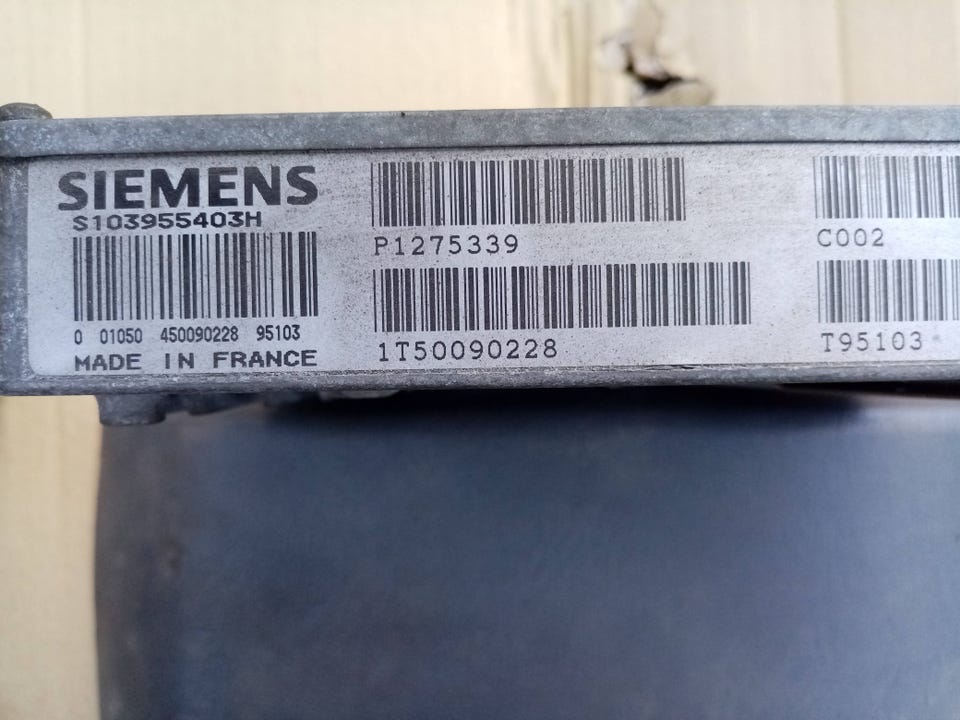 SIEMENS
S103955403H
0 01050 450090228 95103
MADE IN FRANCE
P1275339
1T50090228
C002
T95103